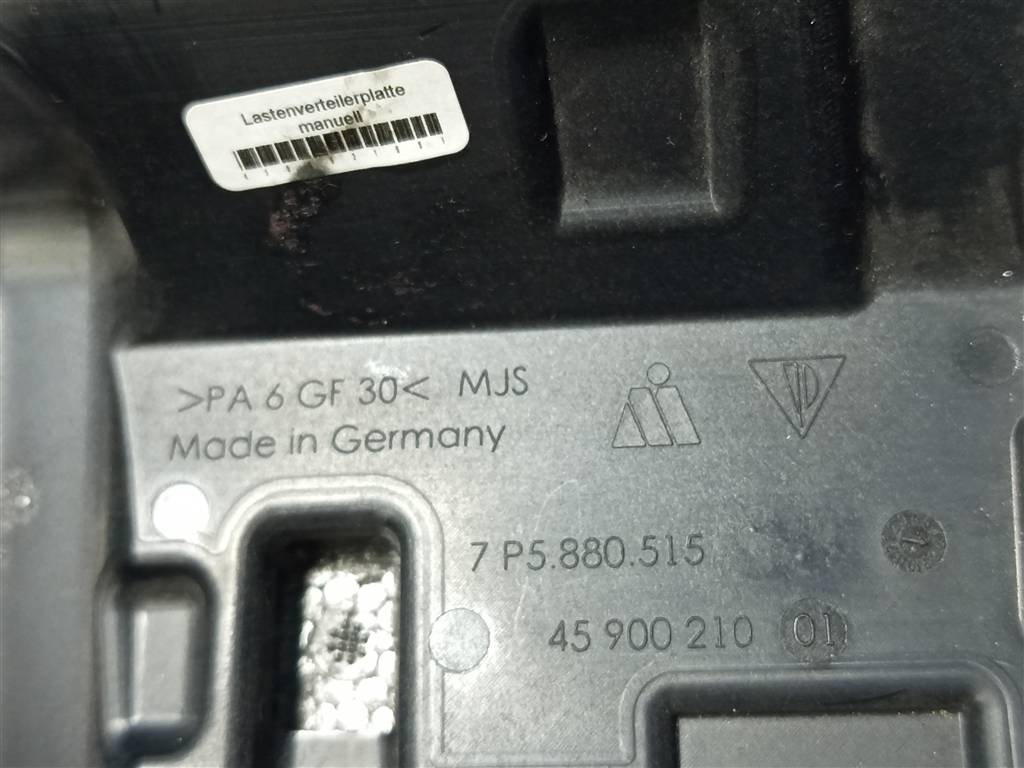 Lastenverteilerplatte
manuell
>PA 6 GF 30< MJS
Made in Germany
7 P5.880.515
45 900 210 01